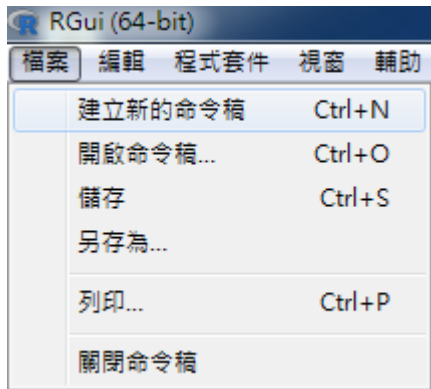 RGui (64-bit)
檔案 編輯 程式套件 視窗 輔助
建立新的命令稿 Ctrl+N
開啟命令稿... Ctrl+O
儲存 Ctrl+S
另存為...
列印... Ctrl+P
關閉命令稿